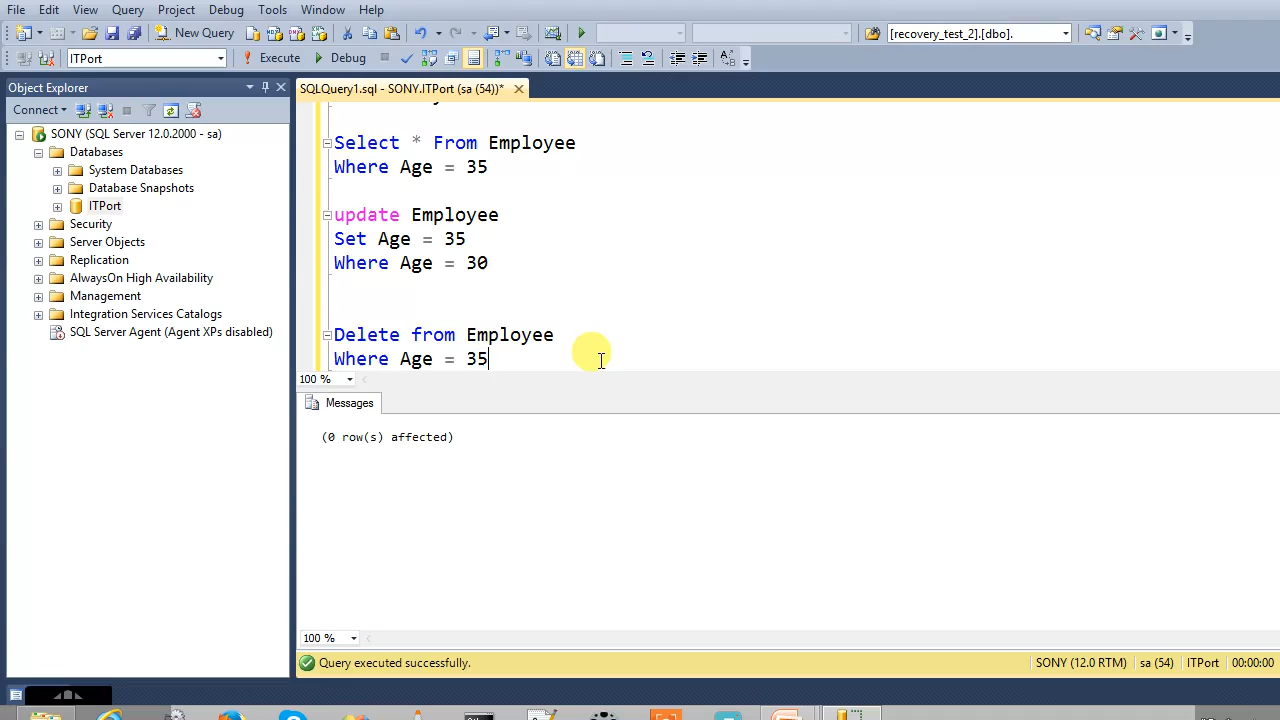 File Edit View Query Project Debug Tools Window Help
New Query [recovery_test_2].[dbo].
ITPort Execute Debug
Object Explorer
SQLQuery1.sql - SONY.ITPort (sa (54))*
Connect
SONY (SQL Server 12.0.2000 - sa)
Databases
System Databases
Database Snapshots
ITPort
Security
Server Objects
Replication
AlwaysOn High Availability
Management
Integration Services Catalogs
SQL Server Agent (Agent XPs disabled)
Select * From Employee
Where Age = 35
update Employee
Set Age = 35
Where Age = 30
Delete from Employee
Where Age = 35
100 %
Messages
(0 row(s) affected)
100 %
Query executed successfully.
SONY (12.0 RTM) sa (54) ITPort 00:00:00